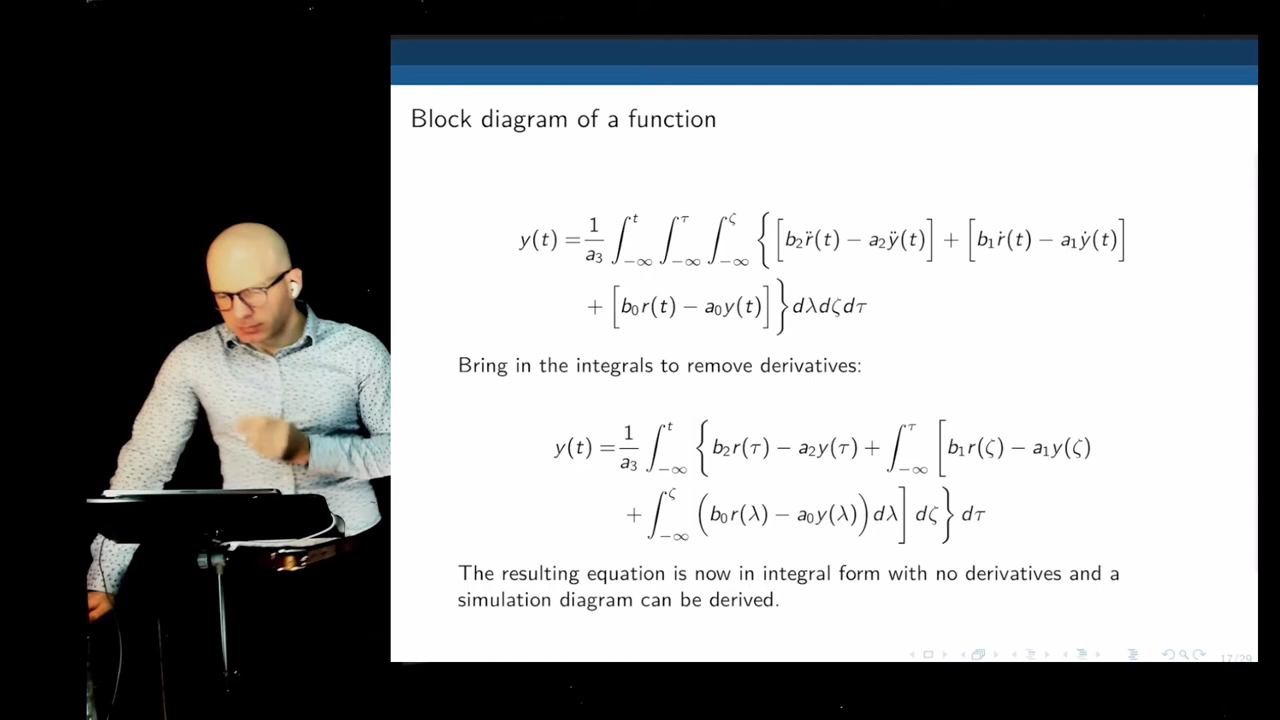 Block diagram of a function
y(t) = 1/a₃ ∫_{−∞}^{t} ∫_{−∞}^{τ} ∫_{−∞}^{ζ} { [b₂r̈(t) − a₂ÿ(t)] + [b₁ṙ(t) − a₁ẏ(t)]
+ [b₀r(t) − a₀y(t)] } dλdζdτ
Bring in the integrals to remove derivatives:
y(t) = 1/a₃ ∫_{−∞}^{t} { b₂r(τ) − a₂y(τ) + ∫_{−∞}^{τ} [ b₁r(ζ) − a₁y(ζ)
+ ∫_{−∞}^{ζ} (b₀r(λ) − a₀y(λ)) dλ ] dζ } dτ
The resulting equation is now in integral form with no derivatives and a
simulation diagram can be derived.
17/29